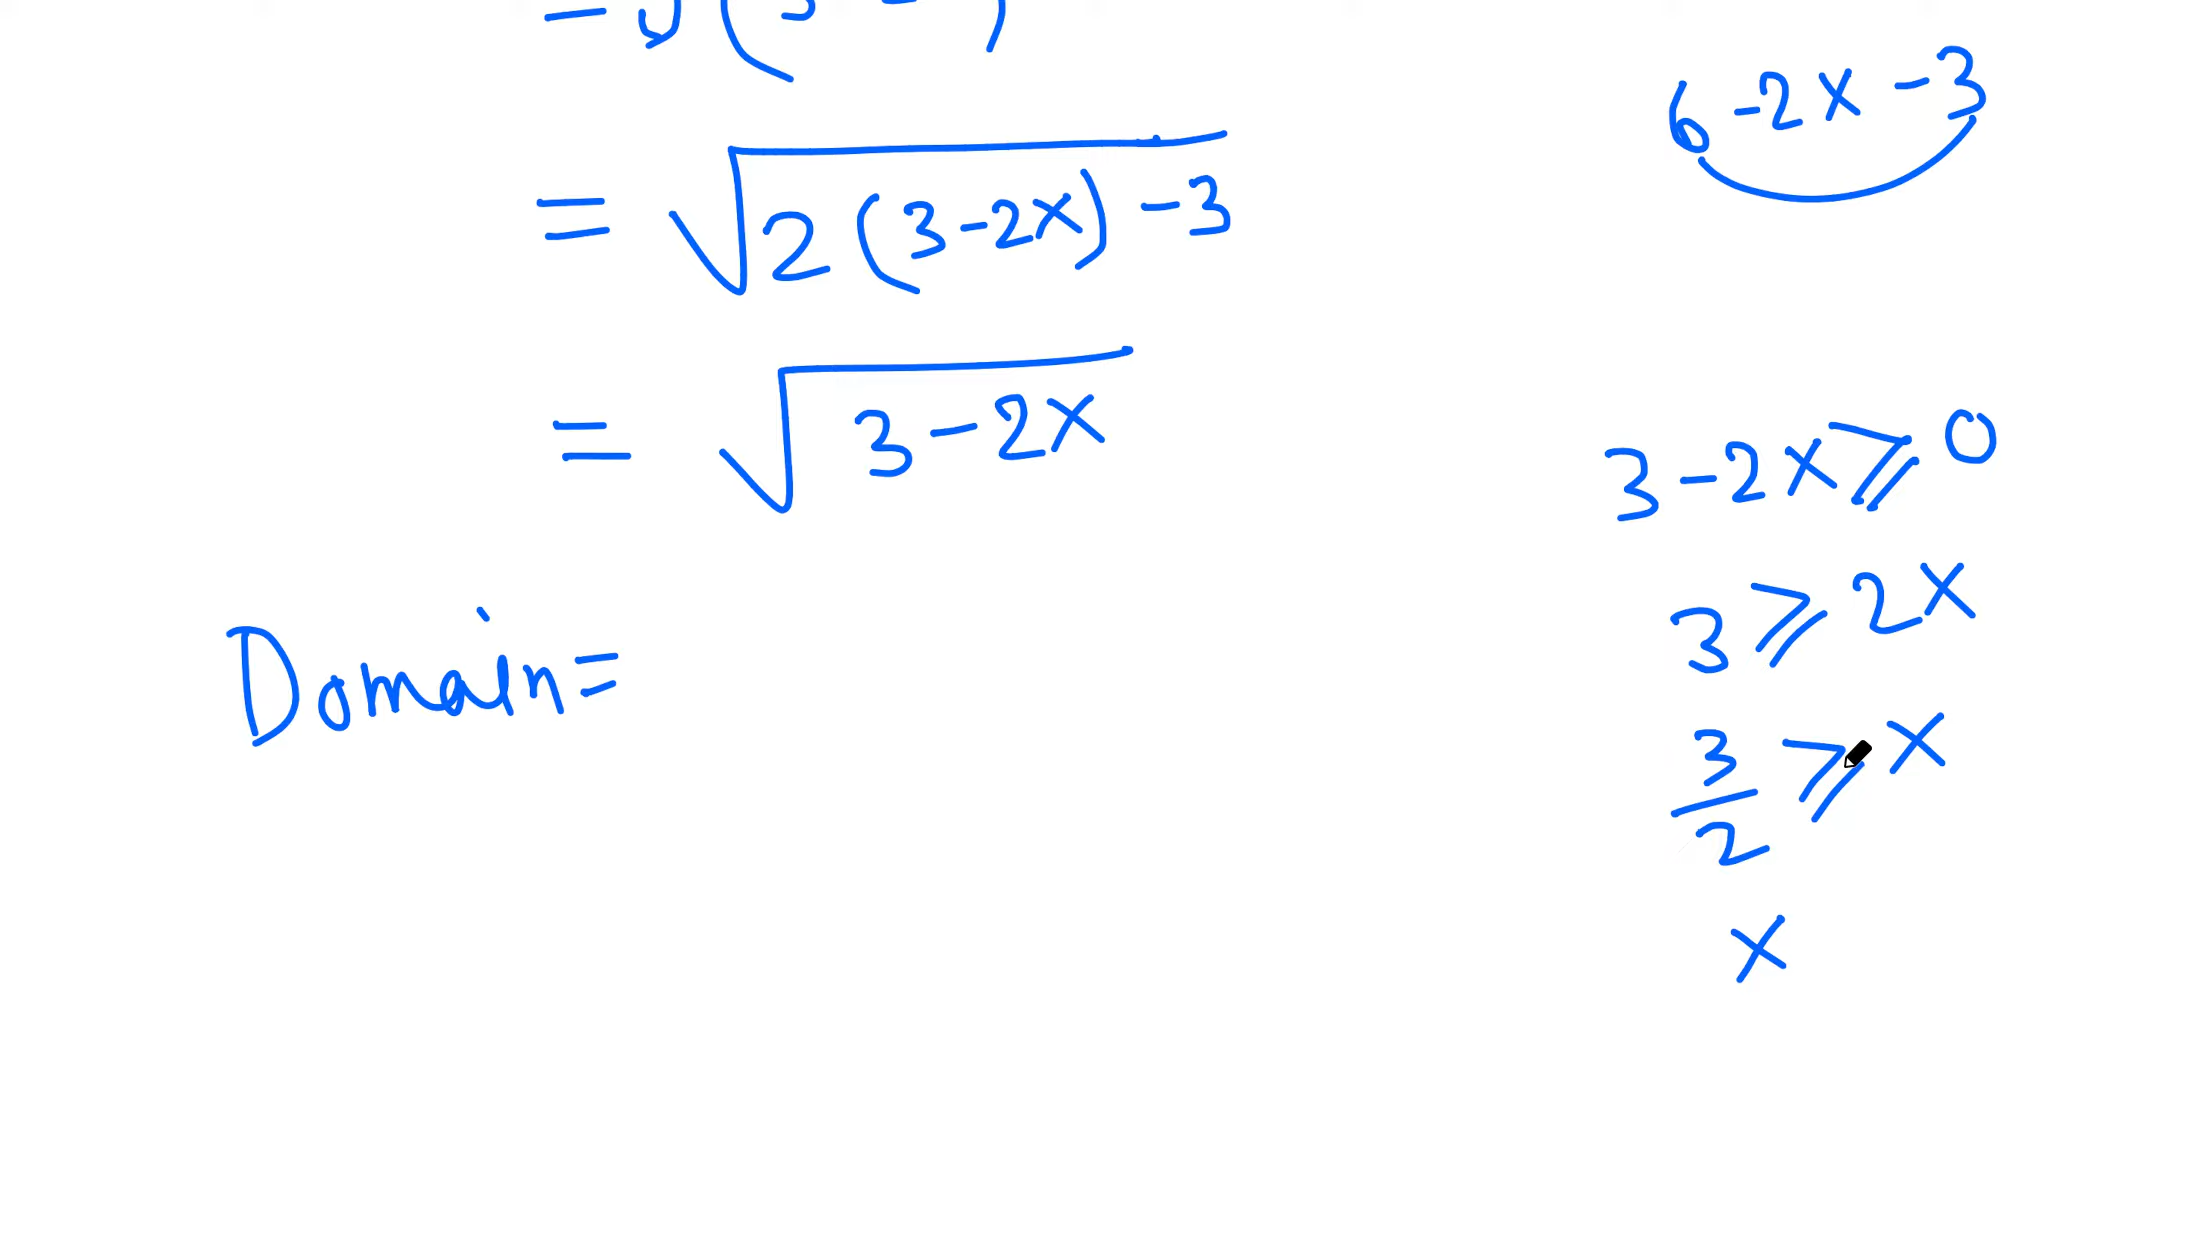 = √2(3-2x)-3
= √3-2x
Domain=
6-2x-3
3-2x⩾0
3⩾2x
3/2⩾x
x